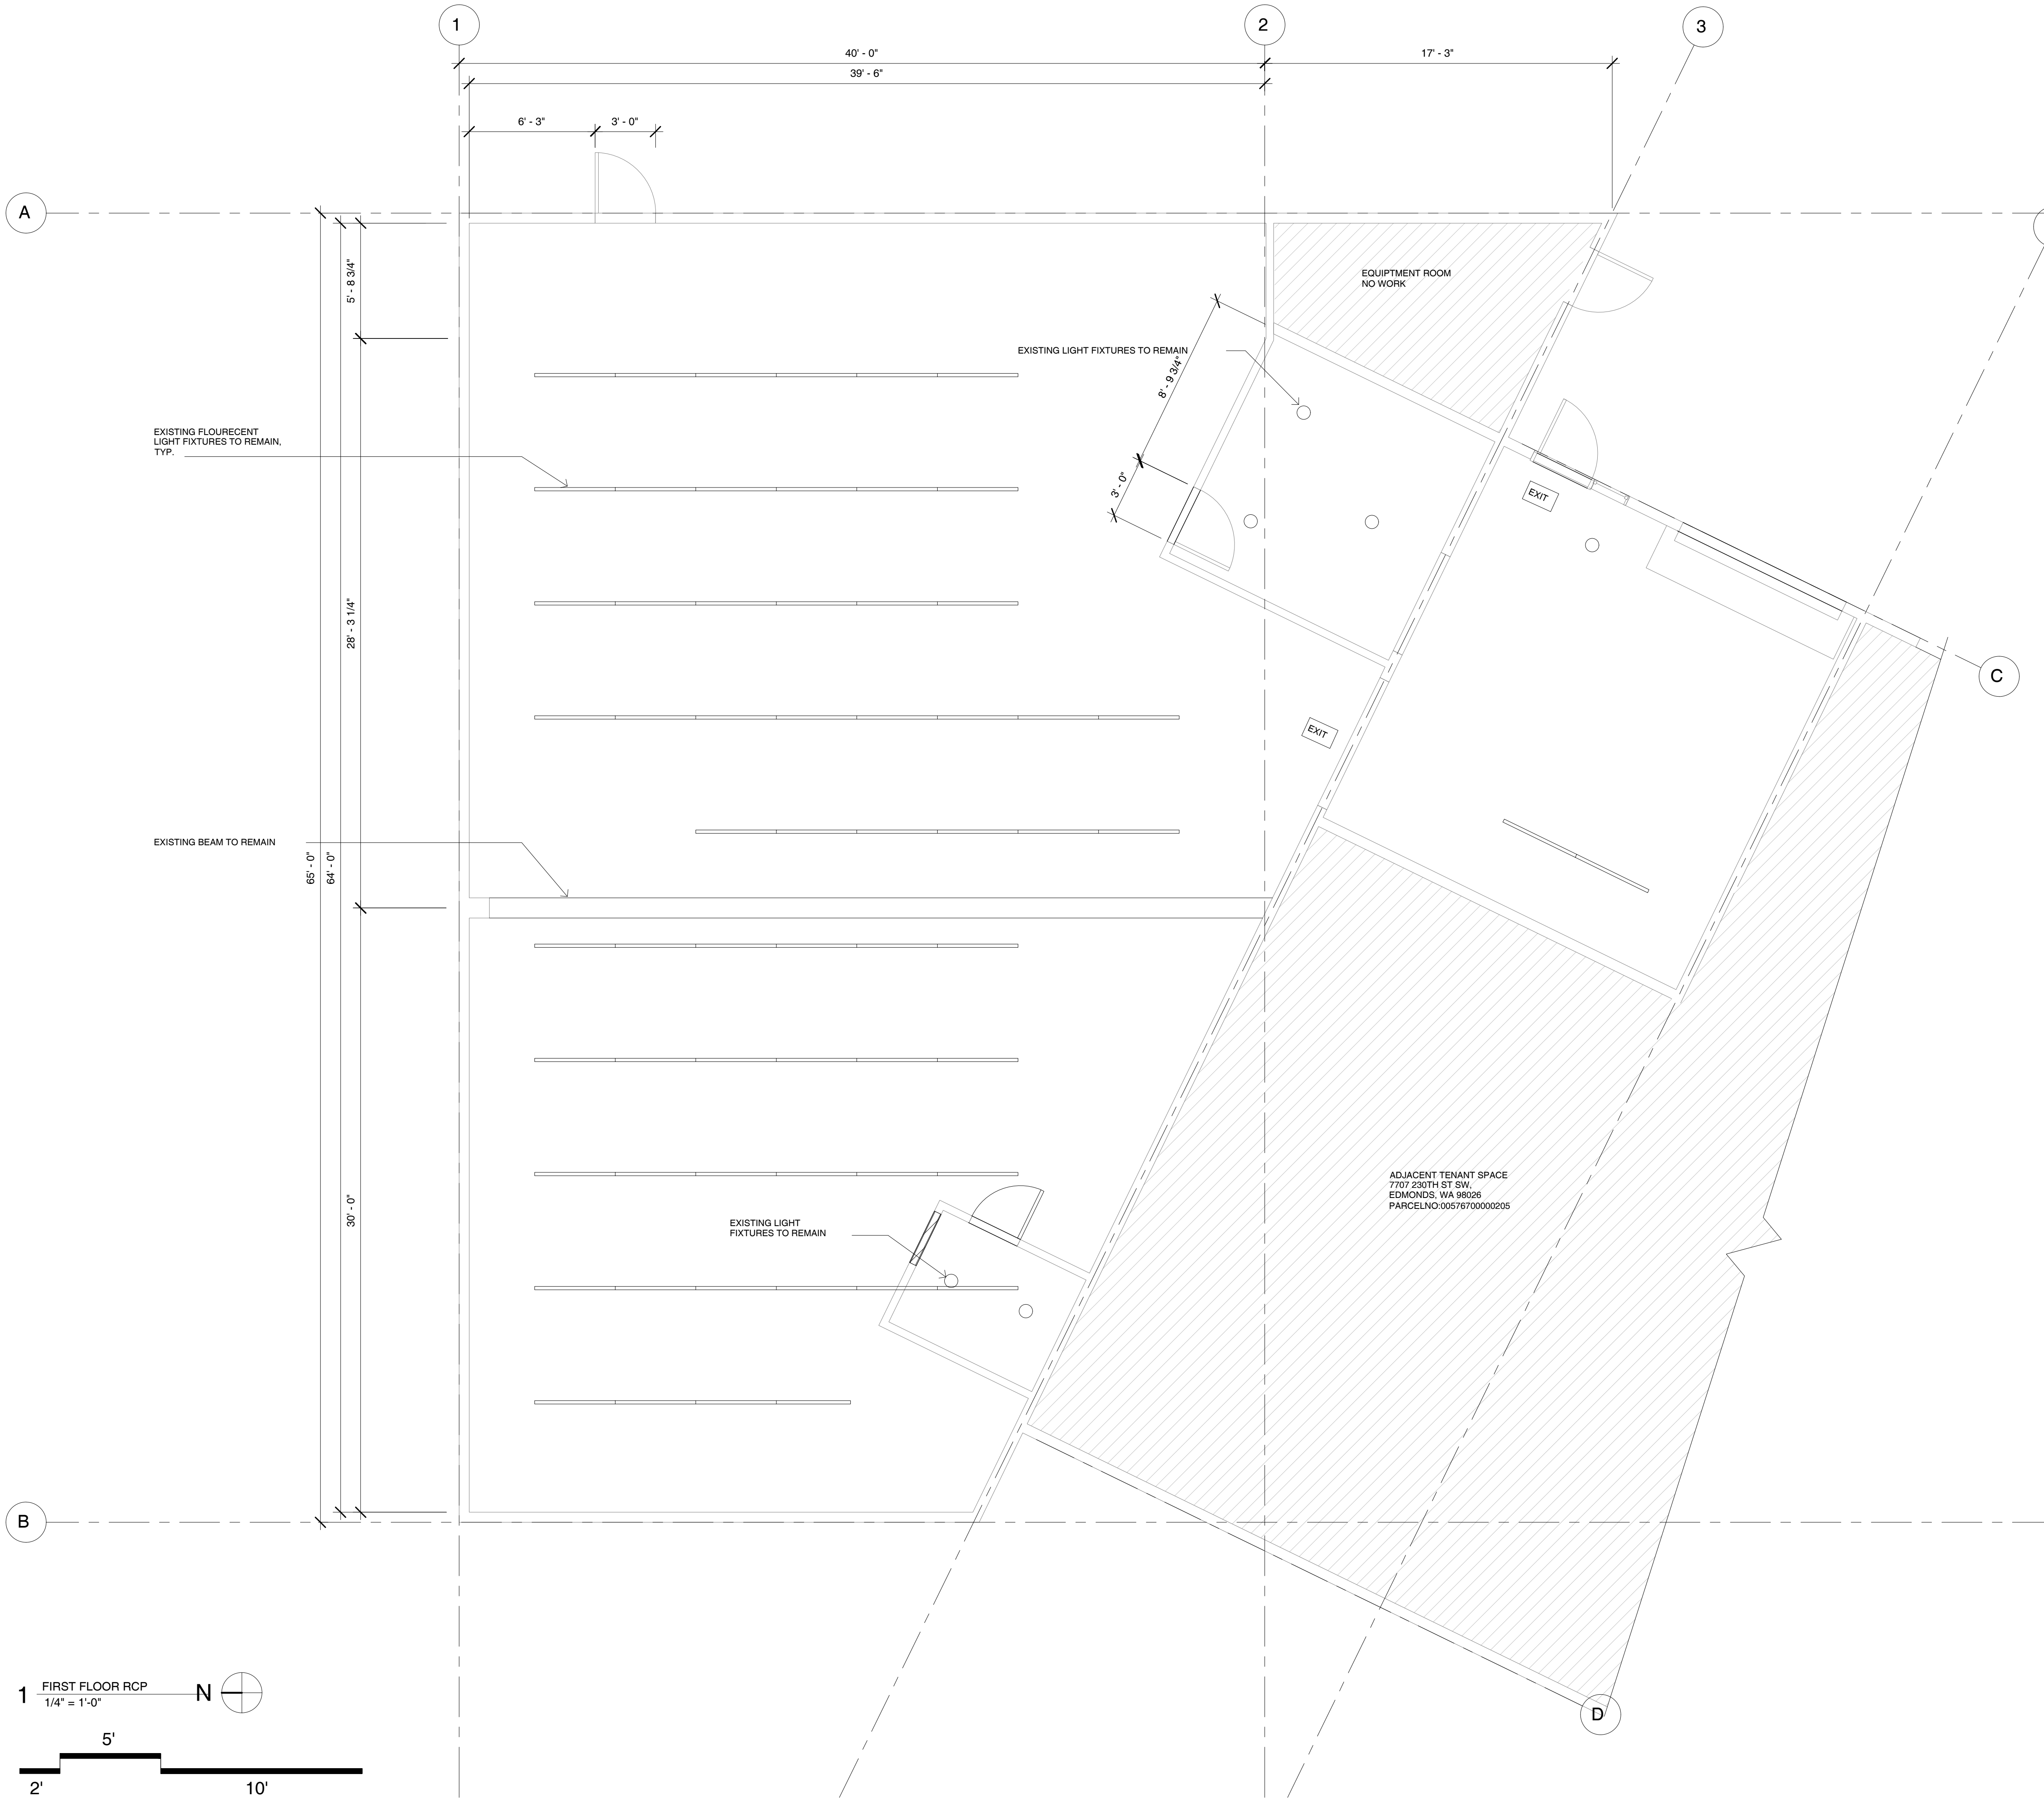 1
2
3
40' - 0"
17' - 3"
39' - 6"
6' - 3"
3' - 0"
A
5' - 8 3/4"
EQUIPTMENT ROOM
NO WORK
EXISTING LIGHT FIXTURES TO REMAIN
8' - 9 3/4"
EXISTING FLOURECENT
LIGHT FIXTURES TO REMAIN,
TYP.
3' - 0"
EXIT
28' - 3 1/4"
C
EXIT
EXISTING BEAM TO REMAIN
65' - 0"
64' - 0"
30' - 0"
ADJACENT TENANT SPACE
7707 230TH ST SW,
EDMONDS, WA 98026
PARCELNO:00576700000205
EXISTING LIGHT
FIXTURES TO REMAIN
B
D
1
FIRST FLOOR RCP
1/4" = 1'-0"
N
5'
2'
10'